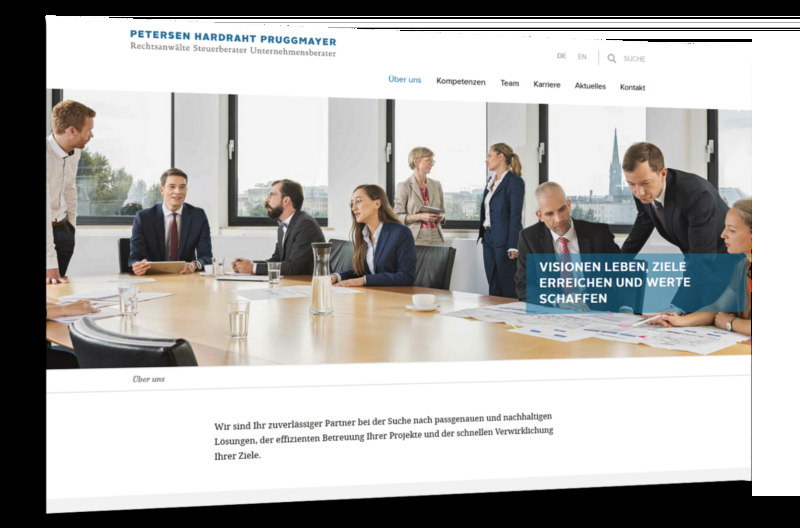 PETERSEN HARDRAHT PRUGGMAYER
Rechtsanwälte Steuerberater Unternehmensberater
DE EN SUCHE
Über uns Kompetenzen Team Karriere Aktuelles Kontakt
VISIONEN LEBEN, ZIELE
ERREICHEN UND WERTE
SCHAFFEN
Über uns
Wir sind Ihr zuverlässiger Partner bei der Suche nach passgenauen und nachhaltigen
Lösungen, der effizienten Betreuung Ihrer Projekte und der schnellen Verwirklichung
Ihrer Ziele.